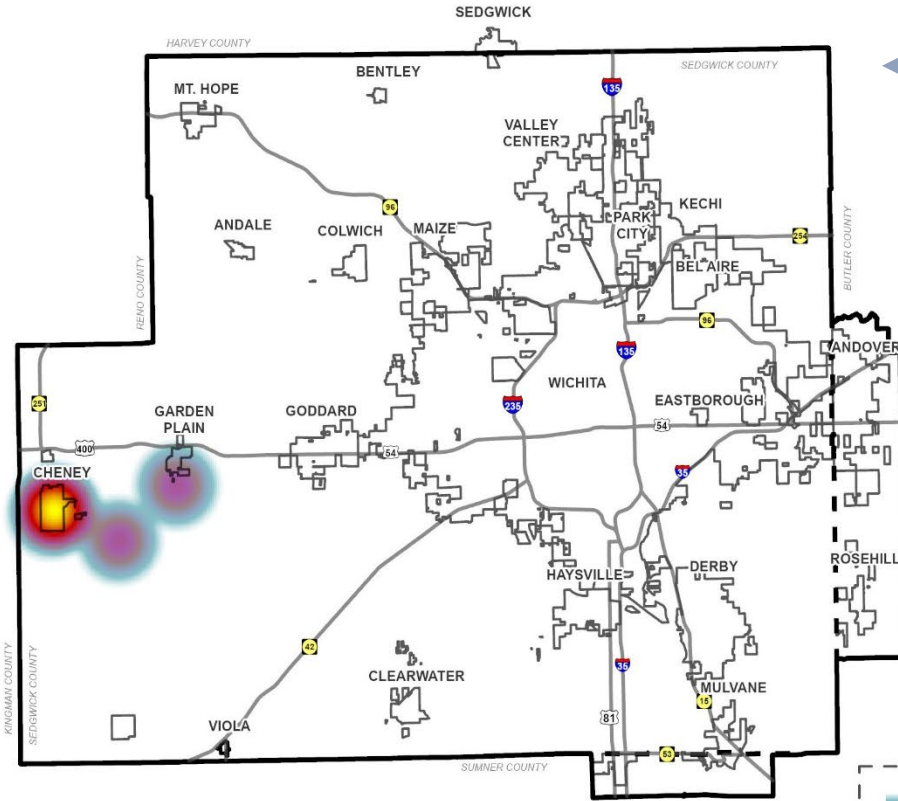 SEDGWICK
HARVEY COUNTY
SEDGWICK COUNTY
BENTLEY
MT. HOPE
135
VALLEY
CENTER
96
KECHI
ANDALE
COLWICH
MAIZE
PARK
CITY
254
BEL AIRE
RENO COUNTY
BUTLER COUNTY
96
135
ANDOVER
WICHITA
251
GARDEN
PLAIN
GODDARD
235
EASTBOROUGH
54
400
54
CHENEY
35
HAYSVILLE
DERBY
ROSEHILL
42
35
KINGMAN COUNTY
SEDGWICK COUNTY
CLEARWATER
MULVANE
15
VIOLA
81
53
SUMNER COUNTY